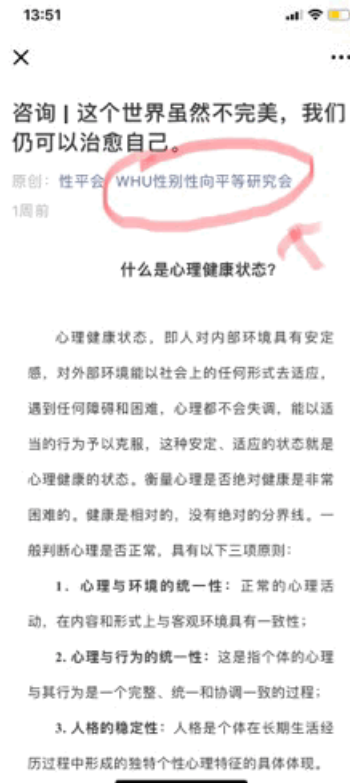 13:51
咨询 | 这个世界虽然不完美，我们
仍可以治愈自己。
原创： 性平会 WHU性别性向平等研究会
1周前
什么是心理健康状态？
心理健康状态，即人对内部环境具有安定
感，对外部环境能以社会上的任何形式去适应，
遇到任何障碍和困难，心理都不会失调，能以适
当的行为予以克服，这种安定、适应的状态就是
心理健康的状态。衡量心理是否绝对健康是非常
困难的。健康是相对的，没有绝对的分界线。一
般判断心理是否正常，具有以下三项原则：
1. 心理与环境的统一性：正常的心理活
动，在内容和形式上与客观环境具有一致性；
2. 心理与行为的统一性：这是指个体的心理
与其行为是一个完整、统一和协调一致的过程；
3. 人格的稳定性：人格是个体在长期生活经
历过程中形成的独特个性心理特征的具体体现。